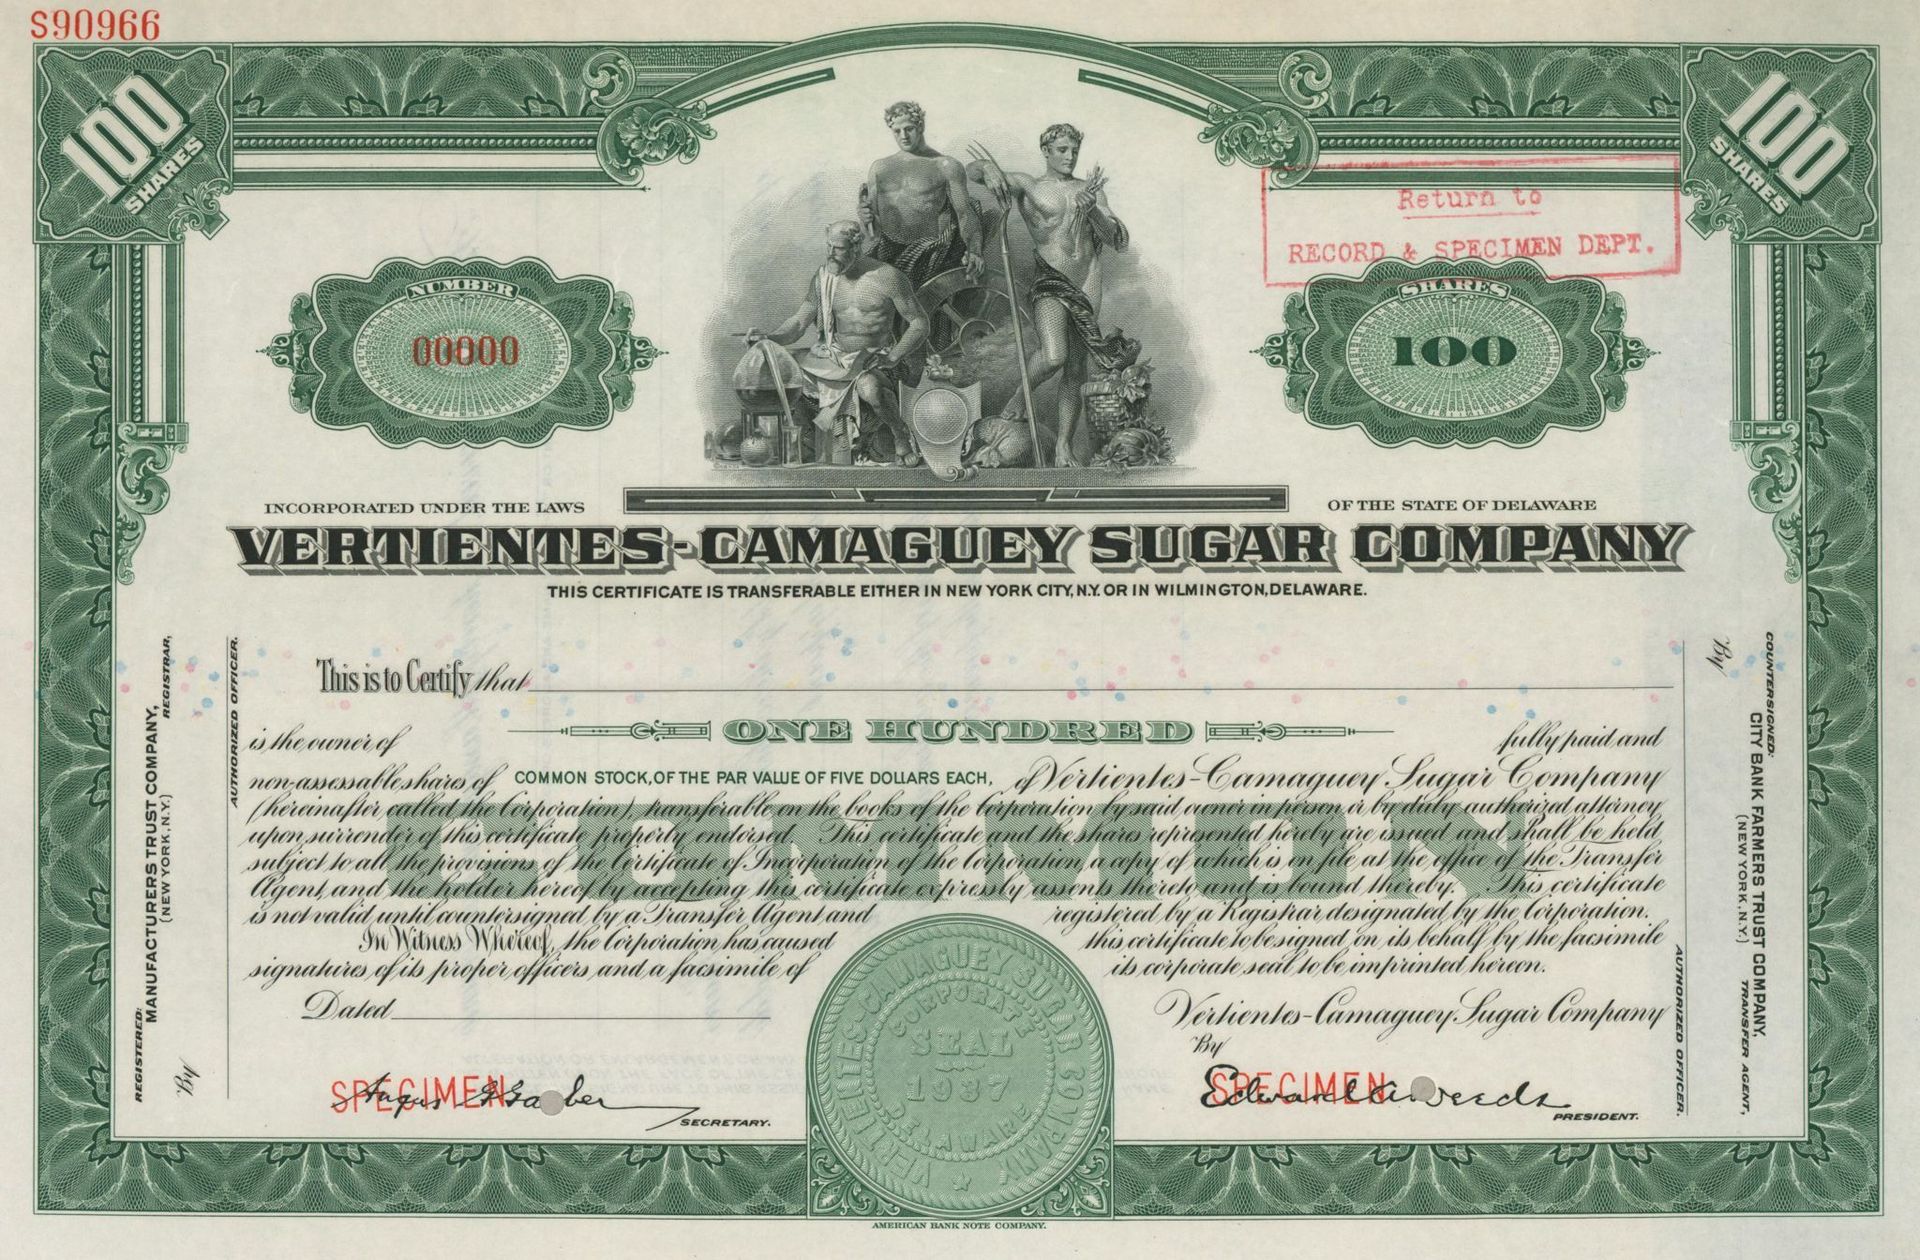 S90966
100 SHARES
100 SHARES
Return to
RECORD & SPECIMEN DEPT.
NUMBER
00000
SHARES
100
INCORPORATED UNDER THE LAWS OF THE STATE OF DELAWARE
VERTIENTES-CAMAGUEY SUGAR COMPANY
THIS CERTIFICATE IS TRANSFERABLE EITHER IN NEW YORK CITY, N.Y. OR IN WILMINGTON, DELAWARE.
This is to Certify that
is the owner of ONE HUNDRED fully paid and
non-assessable shares of COMMON STOCK, OF THE PAR VALUE OF FIVE DOLLARS EACH, of Vertientes-Camaguey Sugar Company
(hereinafter called the Corporation), transferable on the books of the Corporation by said owner in person or by duly authorized attorney
upon surrender of this certificate properly endorsed. This certificate and the shares represented hereby are issued and shall be held
subject to all the provisions of the Certificate of Incorporation of the Corporation, a copy of which is on file at the office of the Transfer
Agent, and the holder hereof by accepting this certificate expressly assents thereto and is bound thereby. This certificate
is not valid until countersigned by a Transfer Agent and registered by a Registrar designated by the Corporation.
In Witness Whereof, the Corporation has caused this certificate to be signed on its behalf by the facsimile
signatures of its proper officers and a facsimile of its corporate seal to be imprinted hereon.
COMMON
Dated
Vertientes-Camaguey Sugar Company
By
SPECIMEN
SECRETARY.
SPECIMEN
PRESIDENT.
VERTIENTES-CAMAGUEY SUGAR COMPANY
CORPORATE
SEAL
1937
DELAWARE
REGISTERED:
MANUFACTURERS TRUST COMPANY,
(NEW YORK, N.Y.) REGISTRAR,
By
AUTHORIZED OFFICER.
COUNTERSIGNED:
CITY BANK FARMERS TRUST COMPANY,
(NEW YORK, N.Y.) TRANSFER AGENT,
By
AUTHORIZED OFFICER.
AMERICAN BANK NOTE COMPANY.